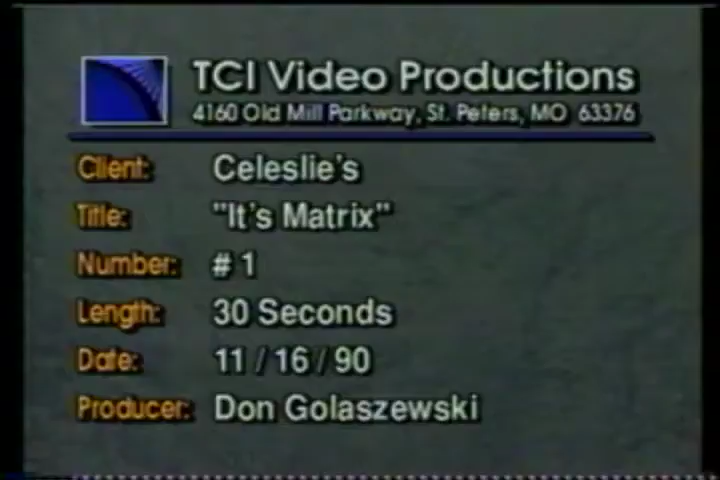 TCI Video Productions
4160 Old Mill Parkway, St. Peters, MO 63376
Client: Celeslie's
Title: "It's Matrix"
Number: # 1
Length: 30 Seconds
Date: 11 / 16 / 90
Producer: Don Golaszewski